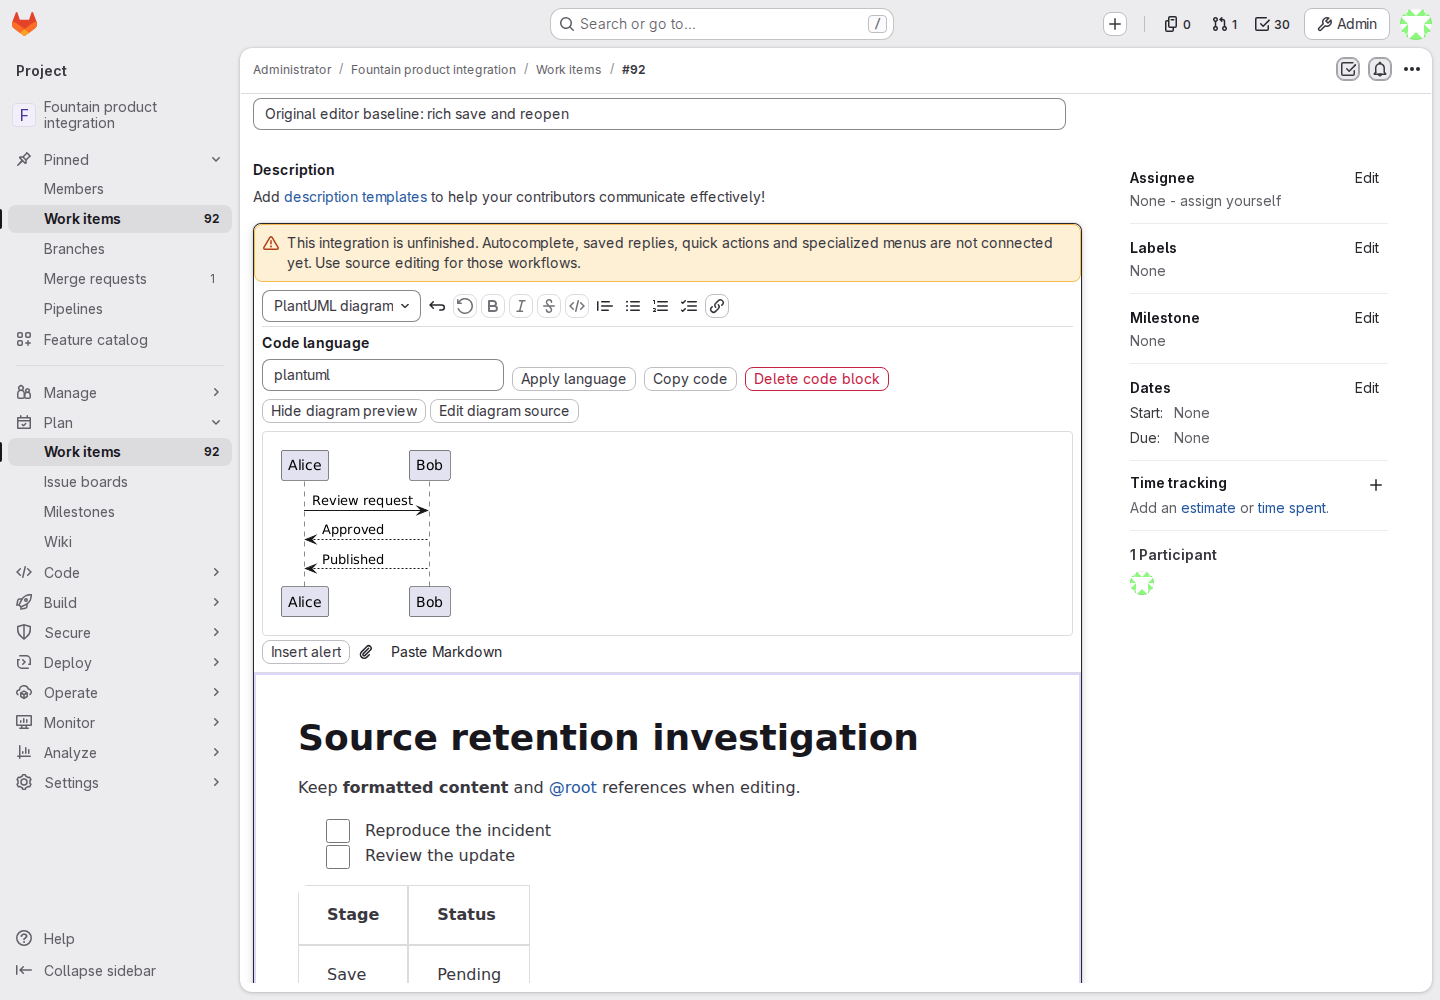 Search or go to...
/
0
1
30
Admin
Project
F
Fountain product
integration
Pinned
Members
Work items
92
Branches
Merge requests
1
Pipelines
Feature catalog
Manage
Plan
Work items
92
Issue boards
Milestones
Wiki
Code
Build
Secure
Deploy
Operate
Monitor
Analyze
Settings
Help
Collapse sidebar
Administrator / Fountain product integration / Work items / #92
Original editor baseline: rich save and reopen
Description
Add description templates to help your contributors communicate effectively!
This integration is unfinished. Autocomplete, saved replies, quick actions and specialized menus are not connected
yet. Use source editing for those workflows.
PlantUML diagram
Code language
plantuml
Apply language
Copy code
Delete code block
Hide diagram preview
Edit diagram source
Alice
Bob
Review request
Approved
Published
Alice
Bob
Insert alert
Paste Markdown
Source retention investigation
Keep formatted content and @root references when editing.
Reproduce the incident
Review the update
Stage
Status
Save
Pending
Assignee
Edit
None - assign yourself
Labels
Edit
None
Milestone
Edit
None
Dates
Edit
Start: None
Due: None
Time tracking
Add an estimate or time spent.
1 Participant